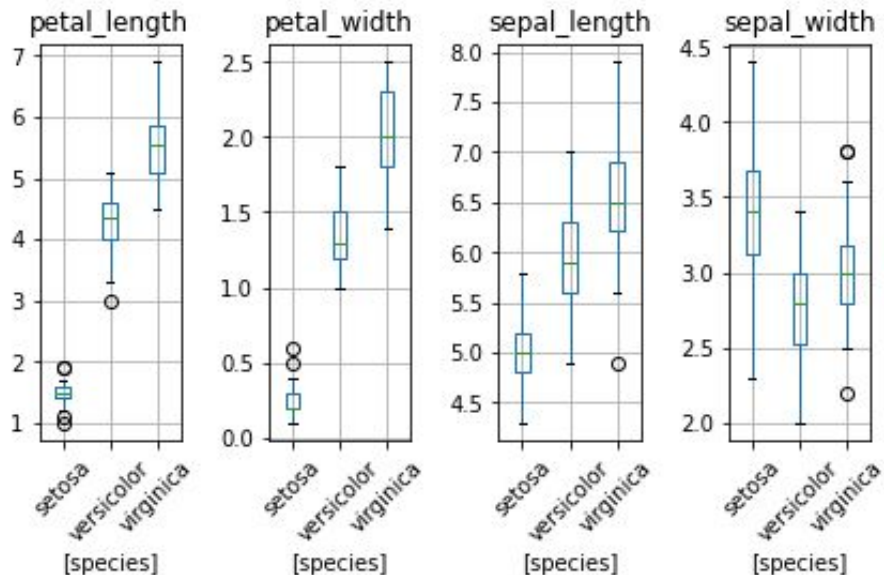 petal_length
7
6
5
4
3
2
1
setosa
versicolor
virginica
[species]
petal_width
2.5
2.0
1.5
1.0
0.5
0.0
setosa
versicolor
virginica
[species]
sepal_length
8.0
7.5
7.0
6.5
6.0
5.5
5.0
4.5
setosa
versicolor
virginica
[species]
sepal_width
4.5
4.0
3.5
3.0
2.5
2.0
setosa
versicolor
virginica
[species]